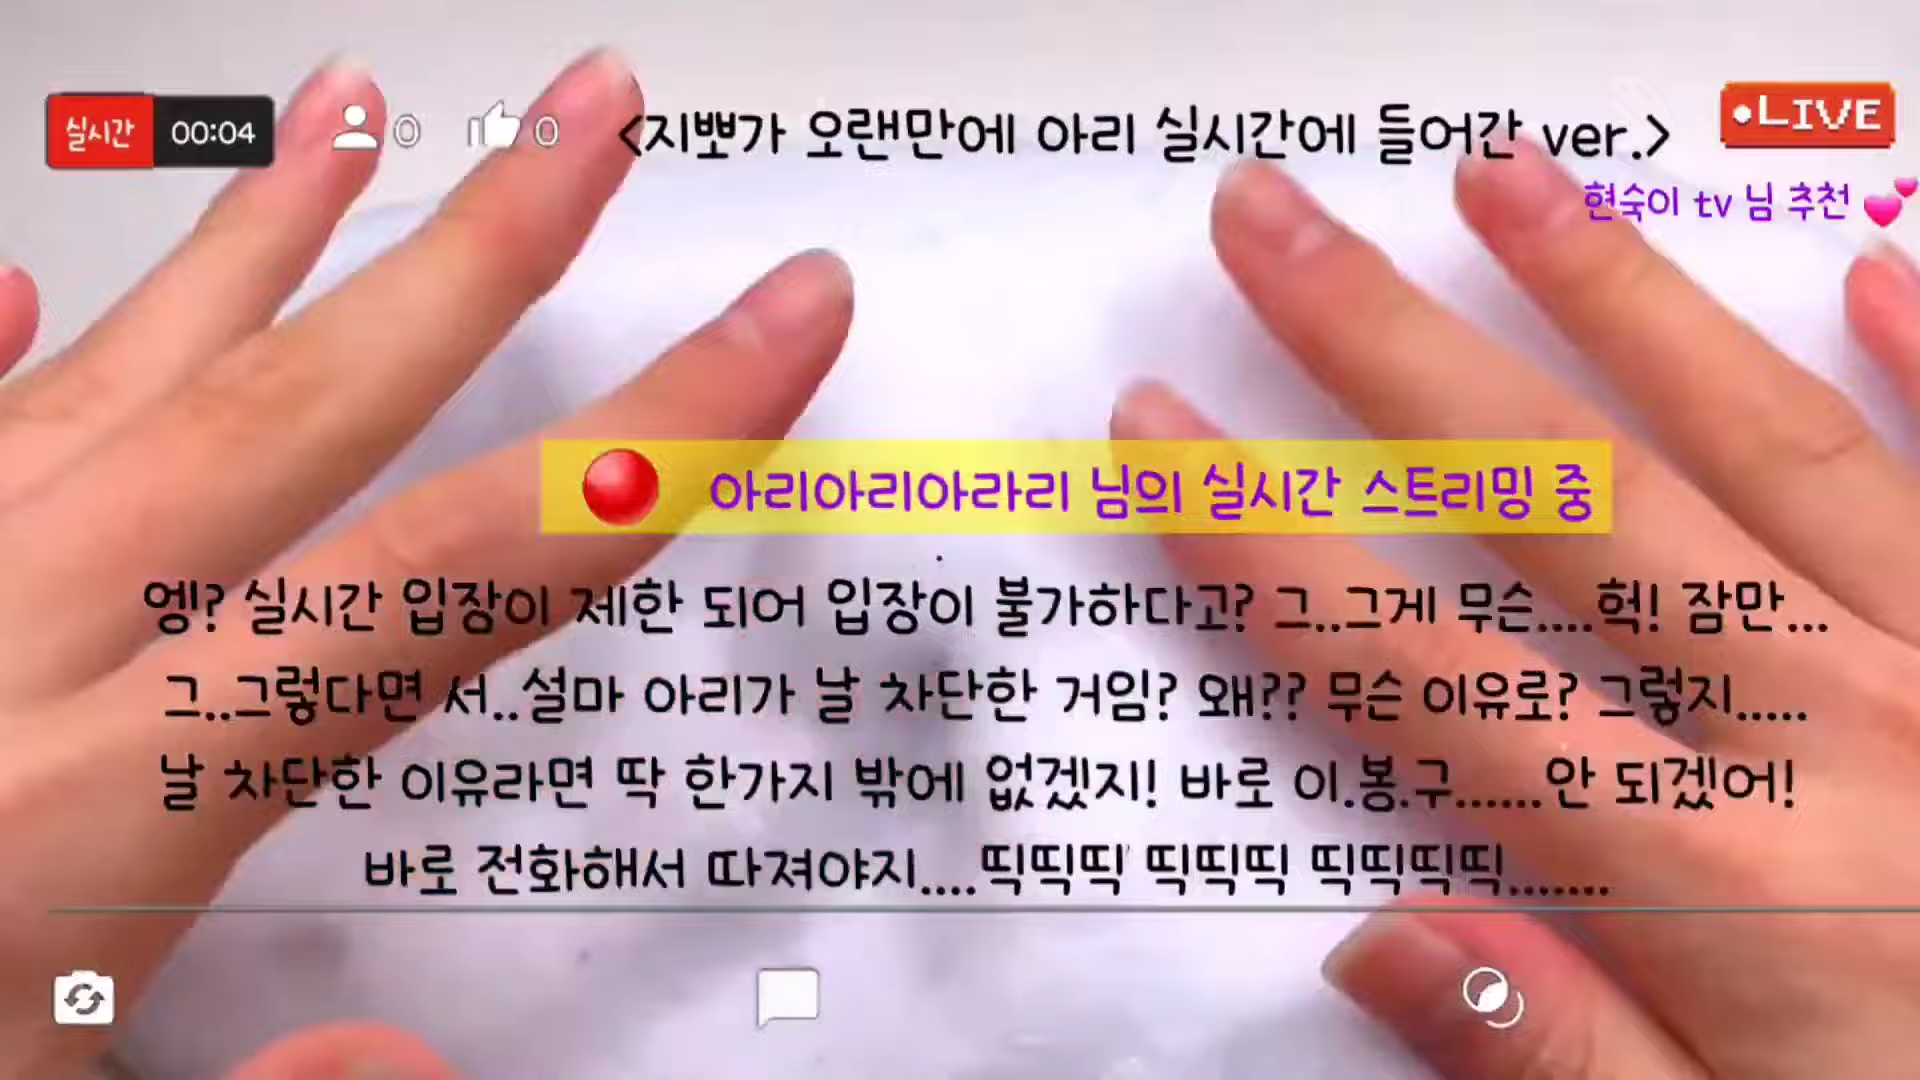 실시간 00:04 0 0 <지뽀가 오랜만에 아리 실시간에 들어간 ver.> •LIVE
현숙이 tv 님 추천 💕
아리아리아라리 님의 실시간 스트리밍 중
엥? 실시간 입장이 제한 되어 입장이 불가하다고? 그..그게 무슨....헉! 잠만...
그..그렇다면 서..설마 아리가 날 차단한 거임? 왜?? 무슨 이유로? 그렇지.....
날 차단한 이유라면 딱 한가지 밖에 없겠지! 바로 이.봉.구......안 되겠어!
바로 전화해서 따져야지....띡띡띡 띡띡띡 띡띡띡띡.......